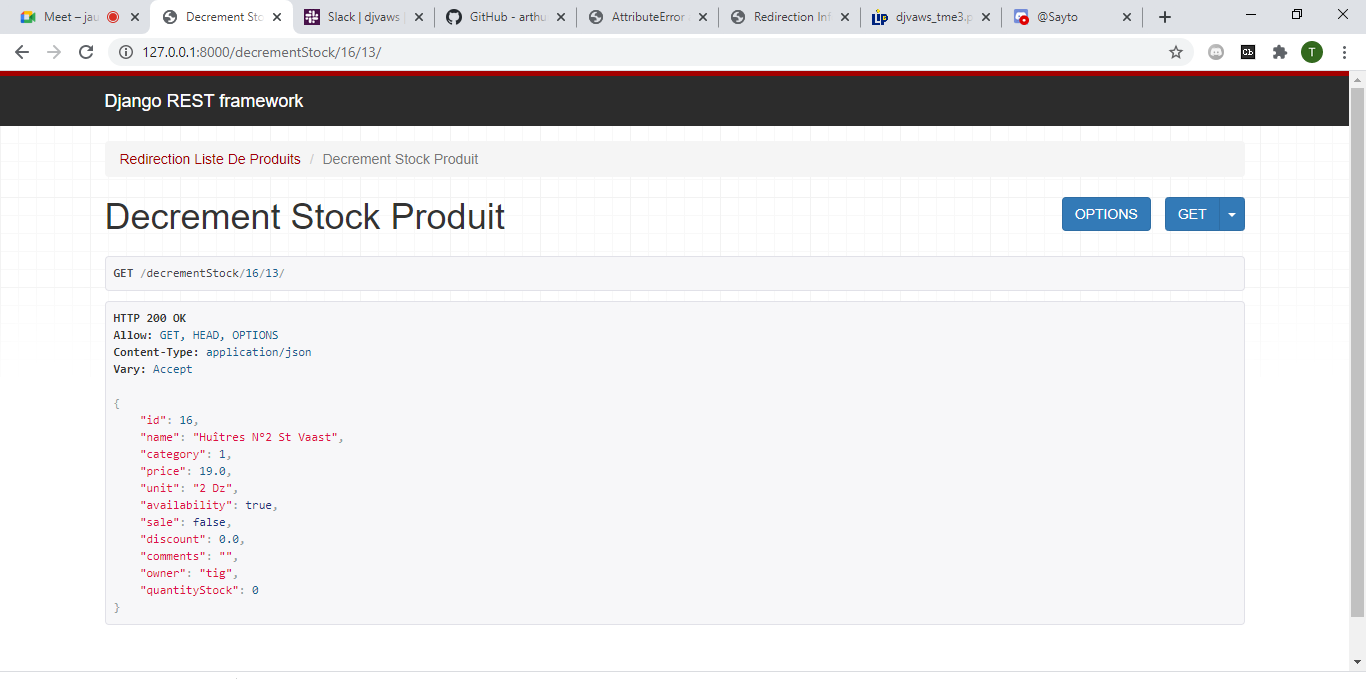 Meet – jau
Decrement Sto
Slack | djvaws
GitHub - arthu
AttributeError
Redirection Inf
djvaws_tme3.p
@Sayto
127.0.0.1:8000/decrementStock/16/13/
T
Django REST framework
Redirection Liste De Produits / Decrement Stock Produit
Decrement Stock Produit
OPTIONS
GET
GET /decrementStock/16/13/
HTTP 200 OK
Allow: GET, HEAD, OPTIONS
Content-Type: application/json
Vary: Accept
{
"id": 16,
"name": "Huîtres N°2 St Vaast",
"category": 1,
"price": 19.0,
"unit": "2 Dz",
"availability": true,
"sale": false,
"discount": 0.0,
"comments": "",
"owner": "tig",
"quantityStock": 0
}